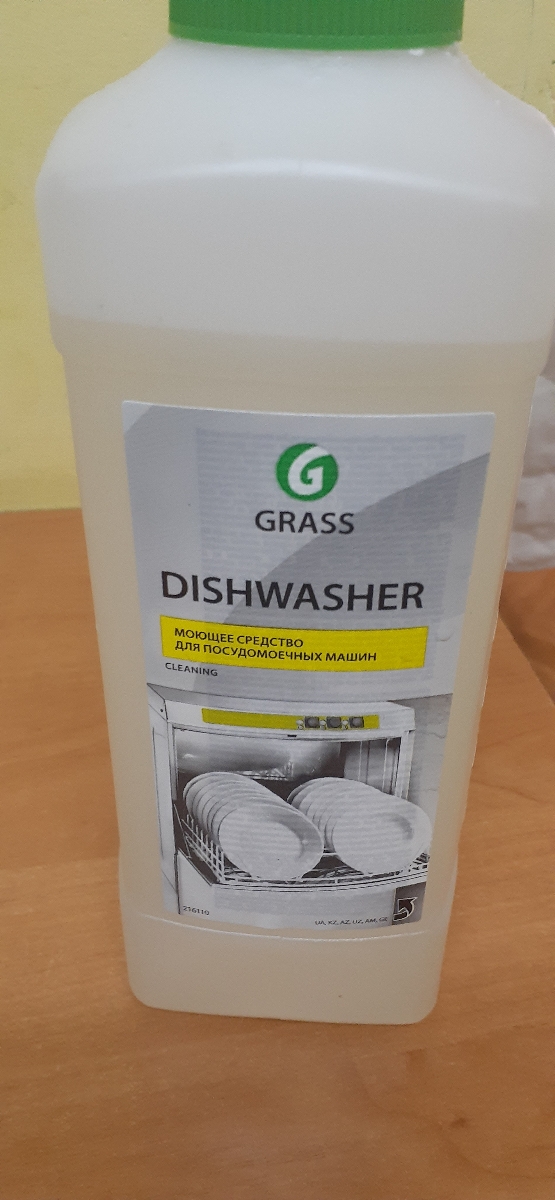 GRASS
DISHWASHER
МОЮЩЕЕ СРЕДСТВО
ДЛЯ ПОСУДОМОЕЧНЫХ МАШИН
CLEANING
216110
UA, KZ, AZ, UZ, AM, GE